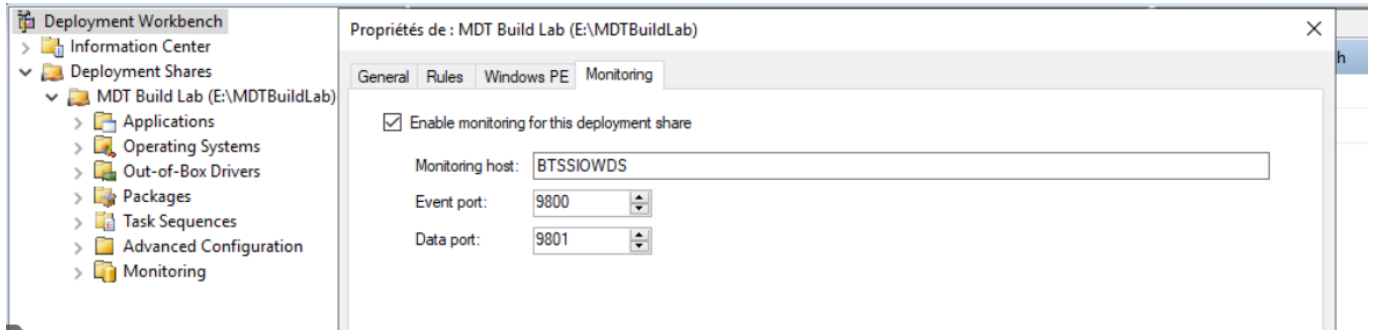 Deployment Workbench
Information Center
Deployment Shares
MDT Build Lab (E:\MDTBuildLab)
Applications
Operating Systems
Out-of-Box Drivers
Packages
Task Sequences
Advanced Configuration
Monitoring
Propriétés de : MDT Build Lab (E:\MDTBuildLab)
General Rules Windows PE Monitoring
Enable monitoring for this deployment share
Monitoring host: BTSSIOWDS
Event port: 9800
Data port: 9801
h